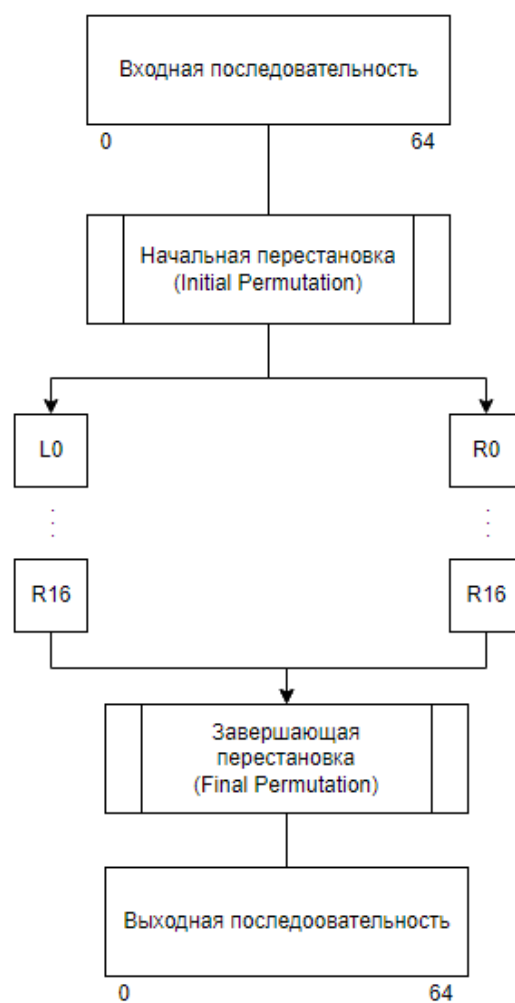 Входная последовательность
0 64
Начальная перестановка
(Initial Permutation)
L0 R0
R16 R16
Завершающая
перестановка
(Final Permutation)
Выходная последоовательность
0 64